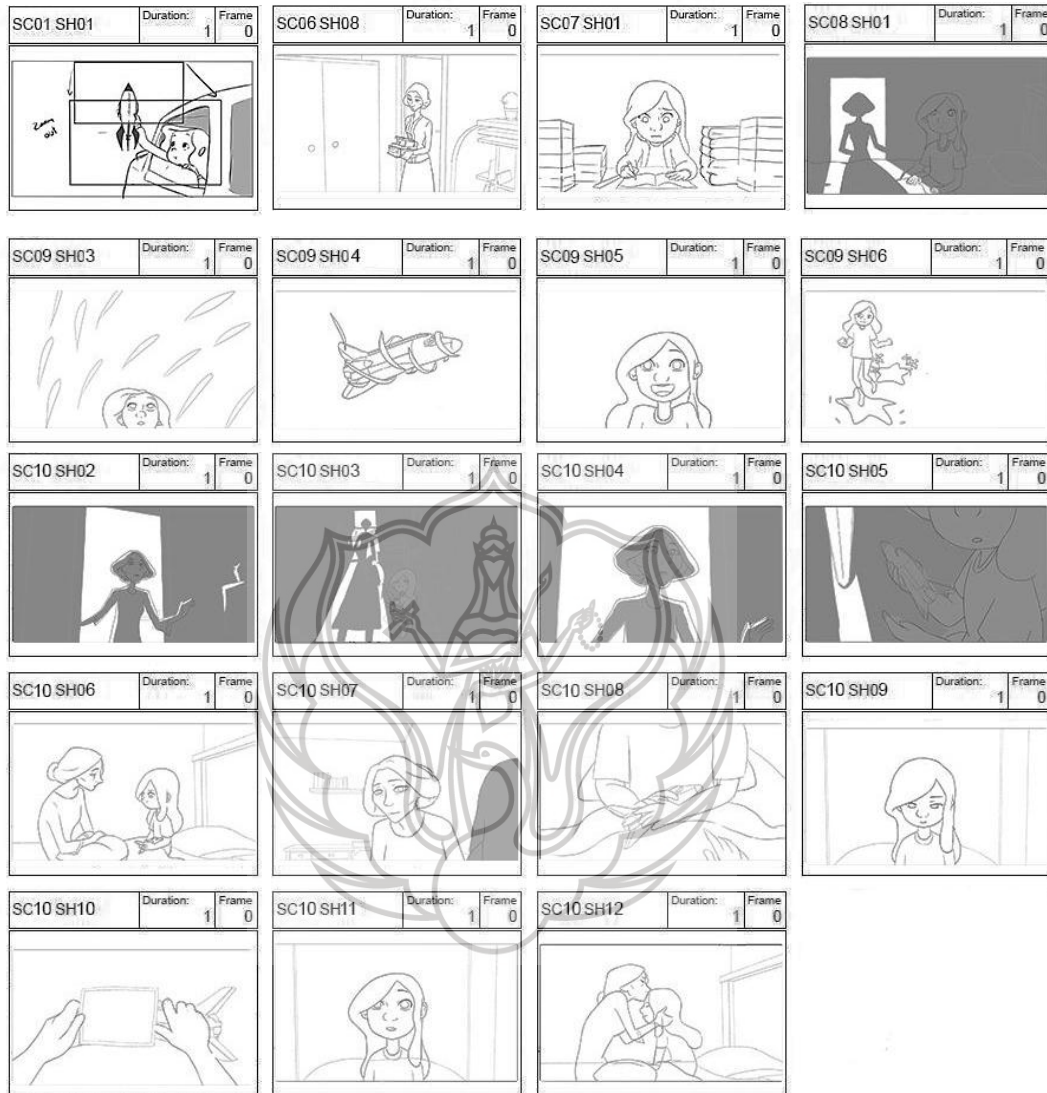 SC01 SH01 Duration: 1 Frame 0
SC06 SH08 Duration: 1 Frame 0
SC07 SH01 Duration: 1 Frame 0
SC08 SH01 Duration: 1 Frame 0
Zoom out
SC09 SH03 Duration: 1 Frame 0
SC09 SH04 Duration: 1 Frame 0
SC09 SH05 Duration: 1 Frame 0
SC09 SH06 Duration: 1 Frame 0
SC10 SH02 Duration: 1 Frame 0
SC10 SH03 Duration: 1 Frame 0
SC10 SH04 Duration: 1 Frame 0
SC10 SH05 Duration: 1 Frame 0
SC10 SH06 Duration: 1 Frame 0
SC10 SH07 Duration: 1 Frame 0
SC10 SH08 Duration: 1 Frame 0
SC10 SH09 Duration: 1 Frame 0
SC10 SH10 Duration: 1 Frame 0
SC10 SH11 Duration: 1 Frame 0
SC10 SH12 Duration: 1 Frame 0